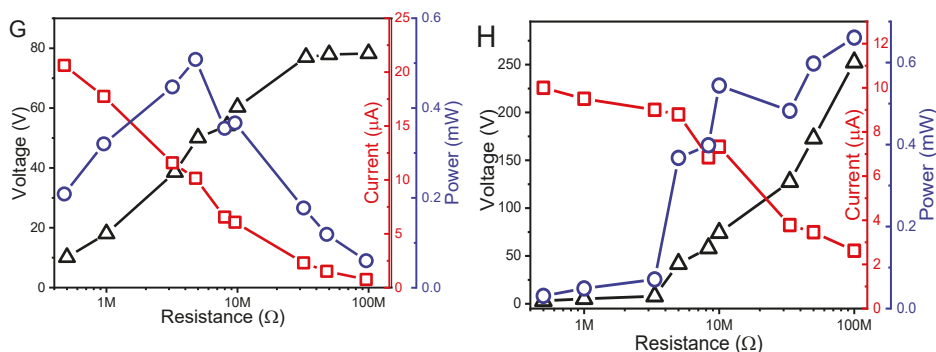 G
Voltage (V)
0
20
40
60
80
1M
10M
100M
Resistance (Ω)
0
5
10
15
20
25
Current (μA)
0.0
0.2
0.4
0.6
Power (mW)
H
Voltage (V)
0
50
100
150
200
250
1M
10M
100M
Resistance (Ω)
0
2
4
6
8
10
12
Current (μA)
0.0
0.2
0.4
0.6
Power (mW)